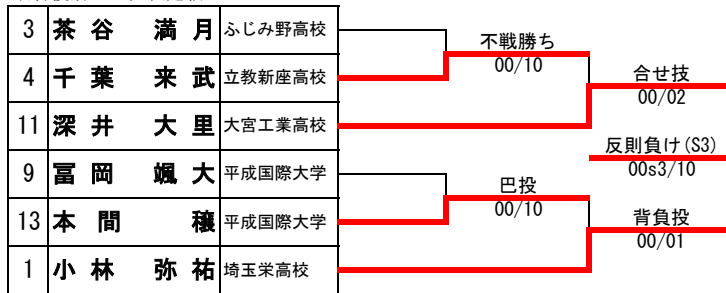 3 茶谷 満月 ふじみ野高校
4 千葉 来武 立教新座高校
11 深井 大里 大宮工業高校
9 冨岡 颯大 平成国際大学
13 本間 穣 平成国際大学
1 小林 弥祐 埼玉栄高校
不戦勝ち
00/10
合せ技
00/02
反則負け(S3)
00s3/10
巴投
00/10
背負投
00/01